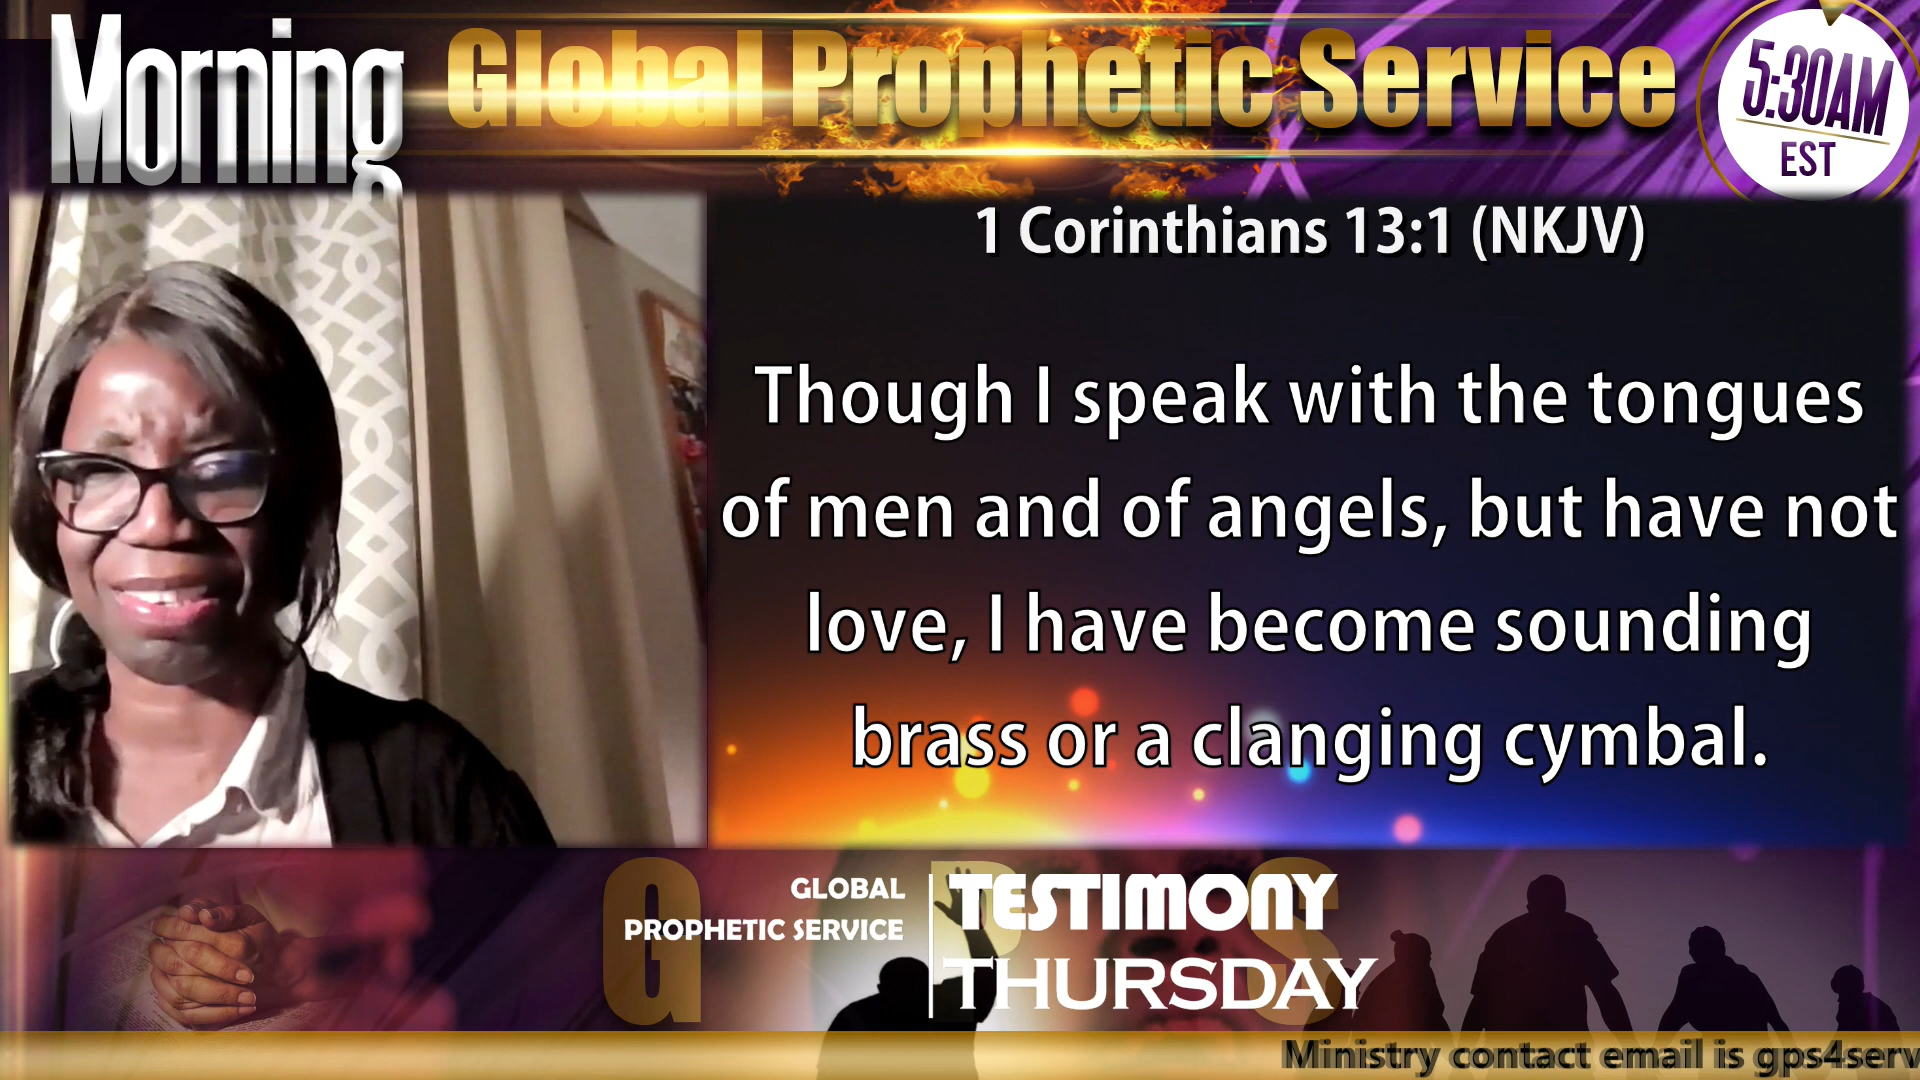 Morning Global Prophetic Service
5:30AM
EST
1 Corinthians 13:1 (NKJV)
Though I speak with the tongues
of men and of angels, but have not
love, I have become sounding
brass or a clanging cymbal.
GPS
GLOBAL
PROPHETIC SERVICE
TESTIMONY
THURSDAY
Ministry contact email is gps4serv